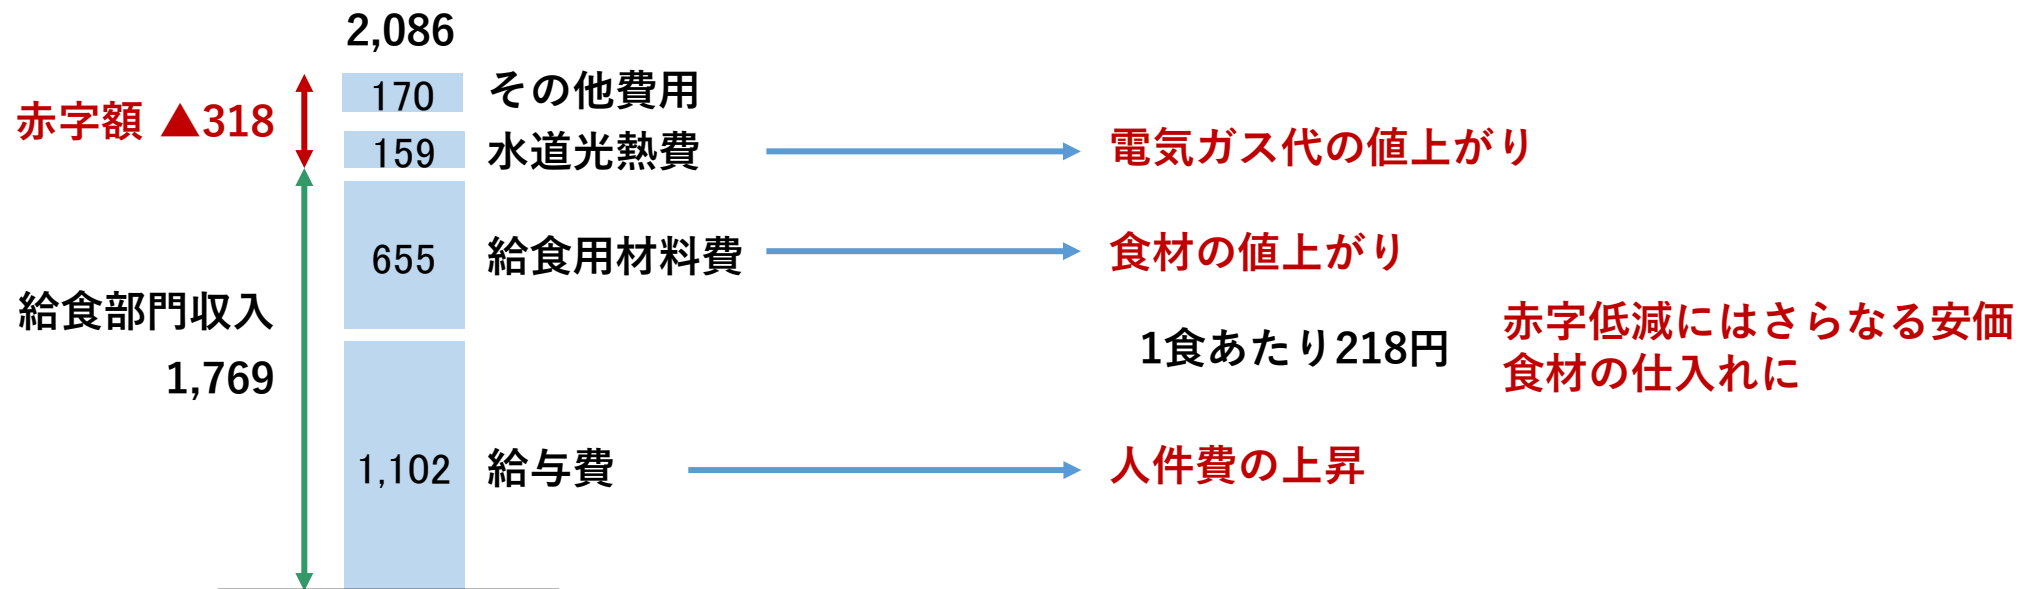 2,086
赤字額 ▲318
170 その他費用
159 水道光熱費
電気ガス代の値上がり
655 給食用材料費
食材の値上がり
給食部門収入
1,769
1食あたり218円
赤字低減にはさらなる安価
食材の仕入れに
1,102 給与費
人件費の上昇